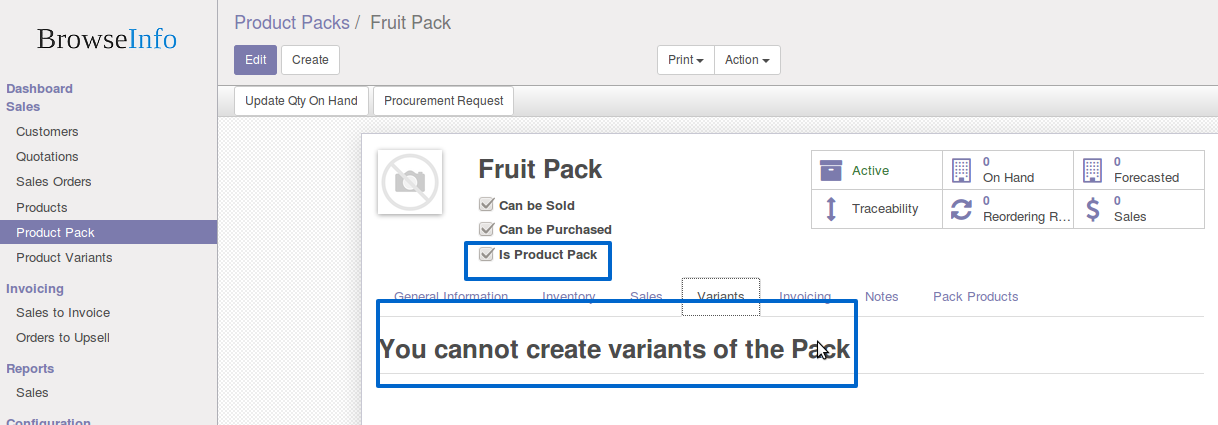 BrowseInfo
Dashboard
Sales
Customers
Quotations
Sales Orders
Products
Product Pack
Product Variants
Invoicing
Sales to Invoice
Orders to Upsell
Reports
Sales
Configuration
Product Packs / Fruit Pack
Edit Create Print Action
Update Qty On Hand Procurement Request
Fruit Pack
Can be Sold
Can be Purchased
Is Product Pack
Active
0
On Hand
0
Forecasted
Traceability
0
Reordering R...
0
Sales
General Information Inventory Sales Variants Invoicing Notes Pack Products
You cannot create variants of the Pack